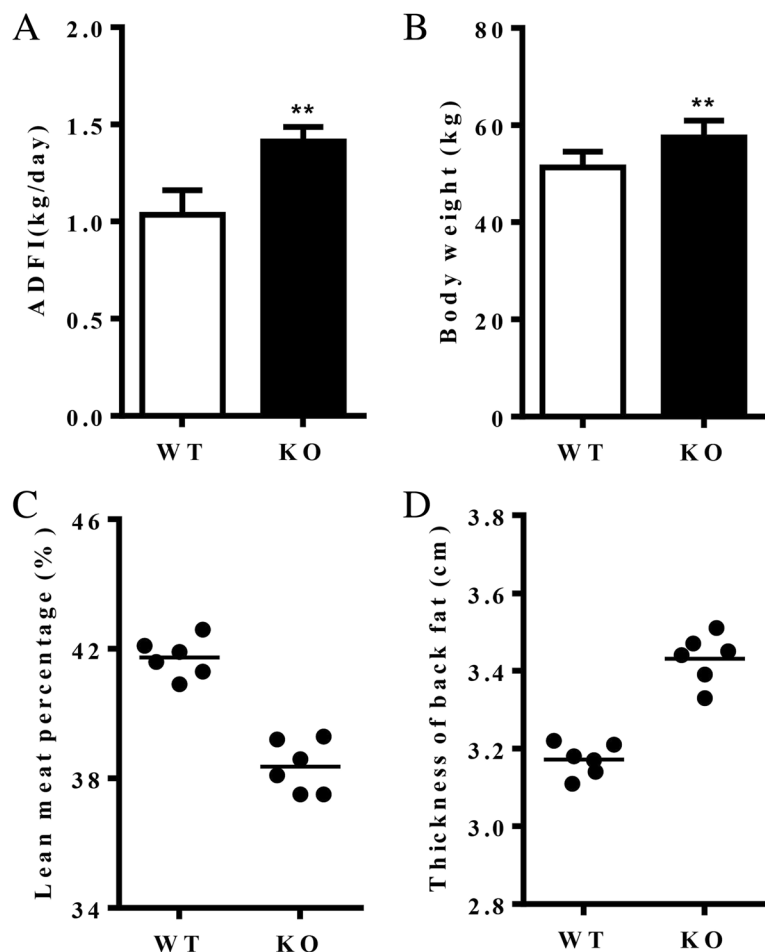 A
ADFI(kg/day)
2.0
1.5
1.0
0.5
0.0
**
WT KO
B
Body weight (kg)
80
60
40
20
0
**
WT KO
C
Lean meat percentage (%)
46
42
38
34
WT KO
D
Thickness of back fat (cm)
3.8
3.6
3.4
3.2
3.0
2.8
WT KO